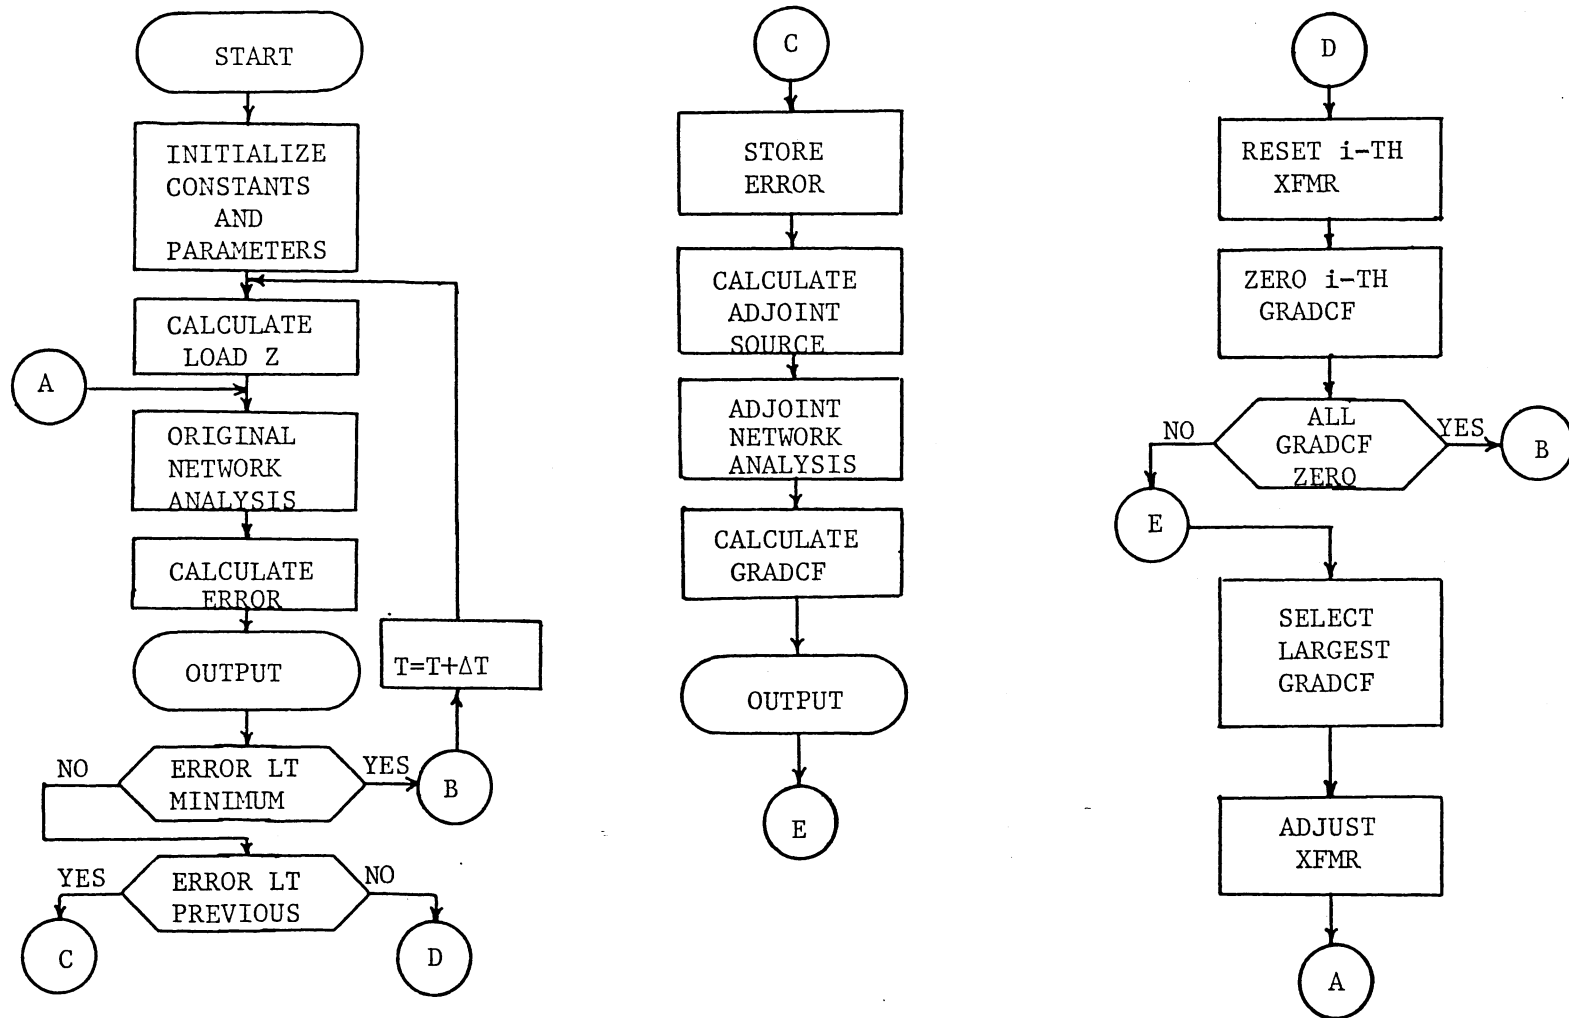 START
INITIALIZE
CONSTANTS
AND
PARAMETERS
CALCULATE
LOAD Z
A
ORIGINAL
NETWORK
ANALYSIS
CALCULATE
ERROR
OUTPUT
T=T+ΔT
ERROR LT
MINIMUM
NO
YES
B
ERROR LT
PREVIOUS
YES
NO
C
D
C
STORE
ERROR
CALCULATE
ADJOINT
SOURCE
ADJOINT
NETWORK
ANALYSIS
CALCULATE
GRADCF
OUTPUT
E
D
RESET i-TH
XFMR
ZERO i-TH
GRADCF
ALL
GRADCF
ZERO
NO
YES
B
E
SELECT
LARGEST
GRADCF
ADJUST
XFMR
A